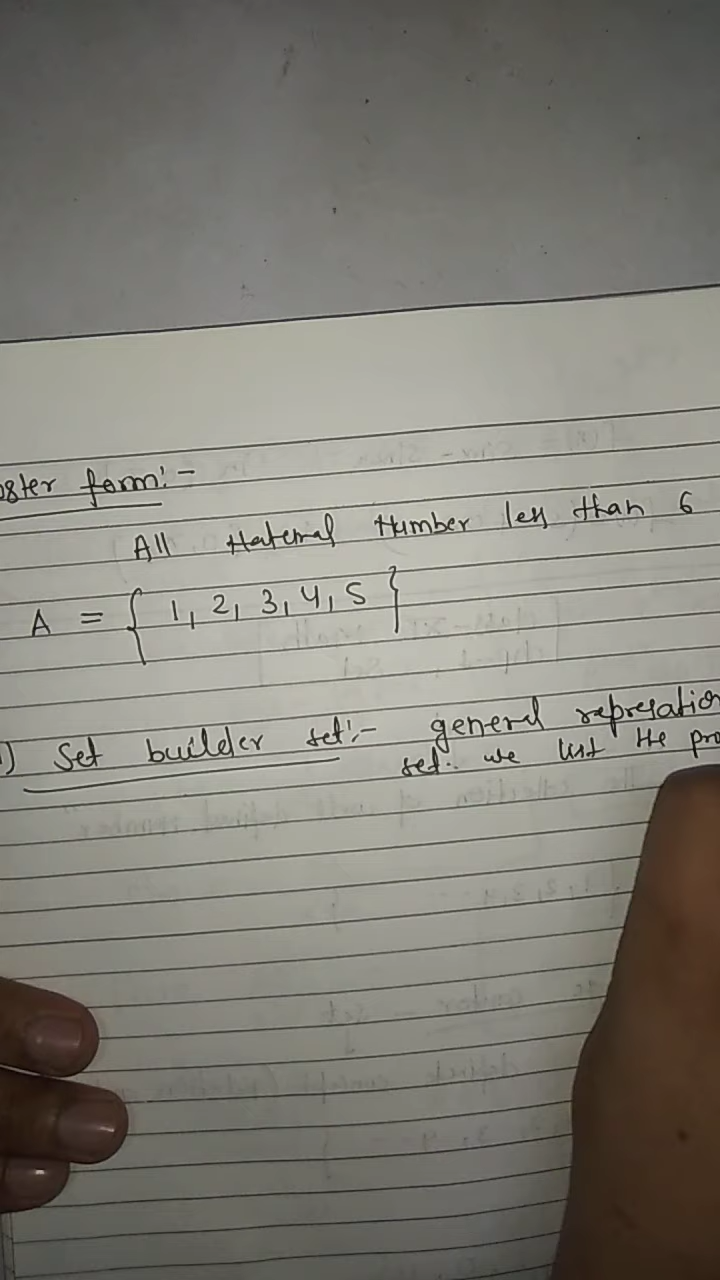 oster form:-
All Natural Number less than 6
A = { 1, 2, 3, 4, 5 }
) Set builder set:- general represation
set. we list the pro